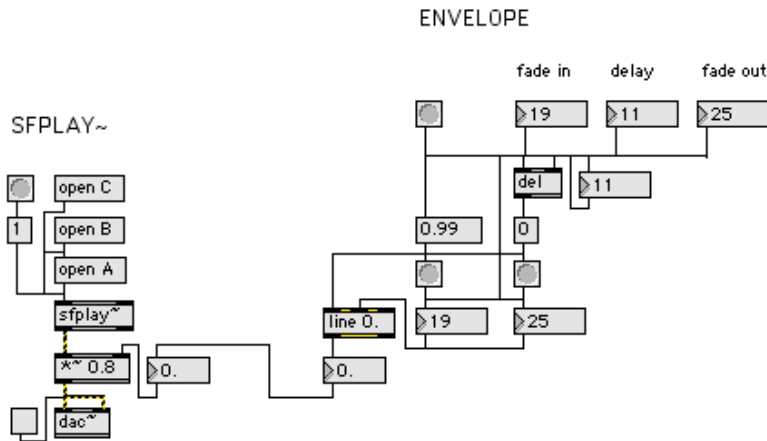 ENVELOPE
fade in delay fade out
19 11 25
SFPLAY~
open C
del 11
1 open B 0.99 0
open A
sfplay~ line 0. 19 25
*~ 0.8 0. 0.
dac~